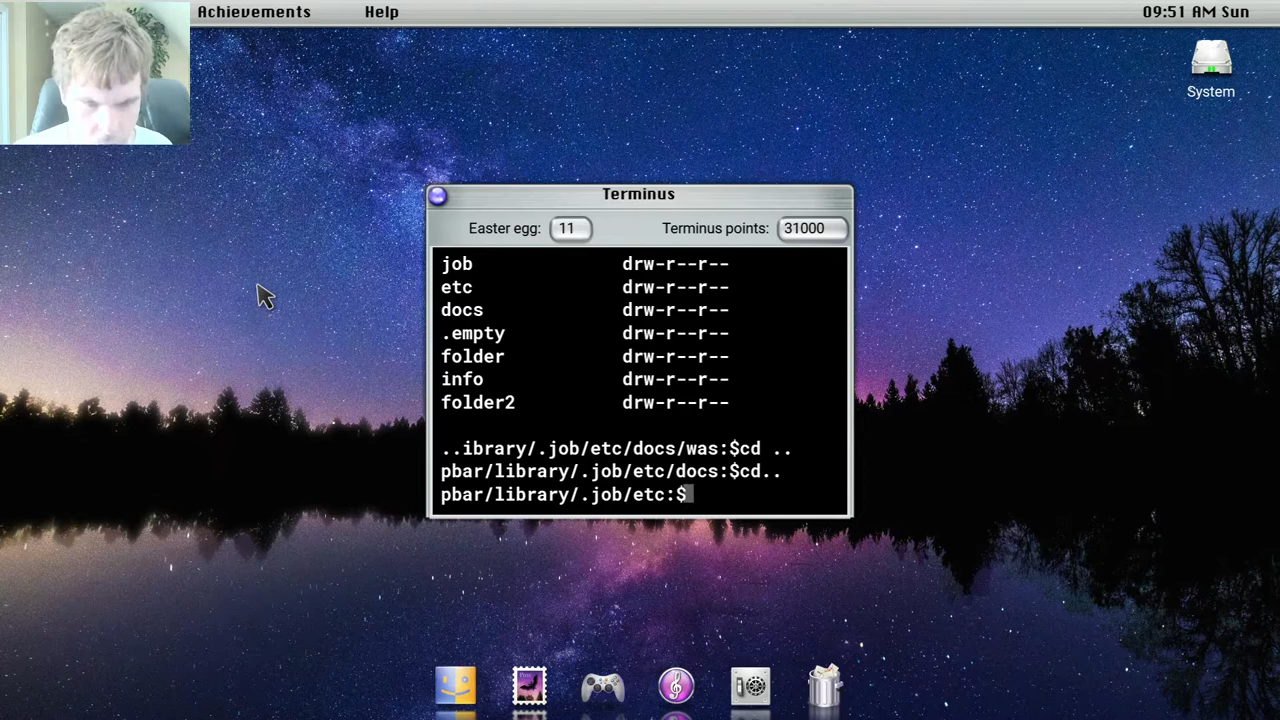 Achievements Help 09:51 AM Sun
System
Terminus
Easter egg: 11 Terminus points: 31000
job drw-r--r--
etc drw-r--r--
docs drw-r--r--
.empty drw-r--r--
folder drw-r--r--
info drw-r--r--
folder2 drw-r--r--
..ibrary/.job/etc/docs/was:$cd ..
pbar/library/.job/etc/docs:$cd..
pbar/library/.job/etc:$